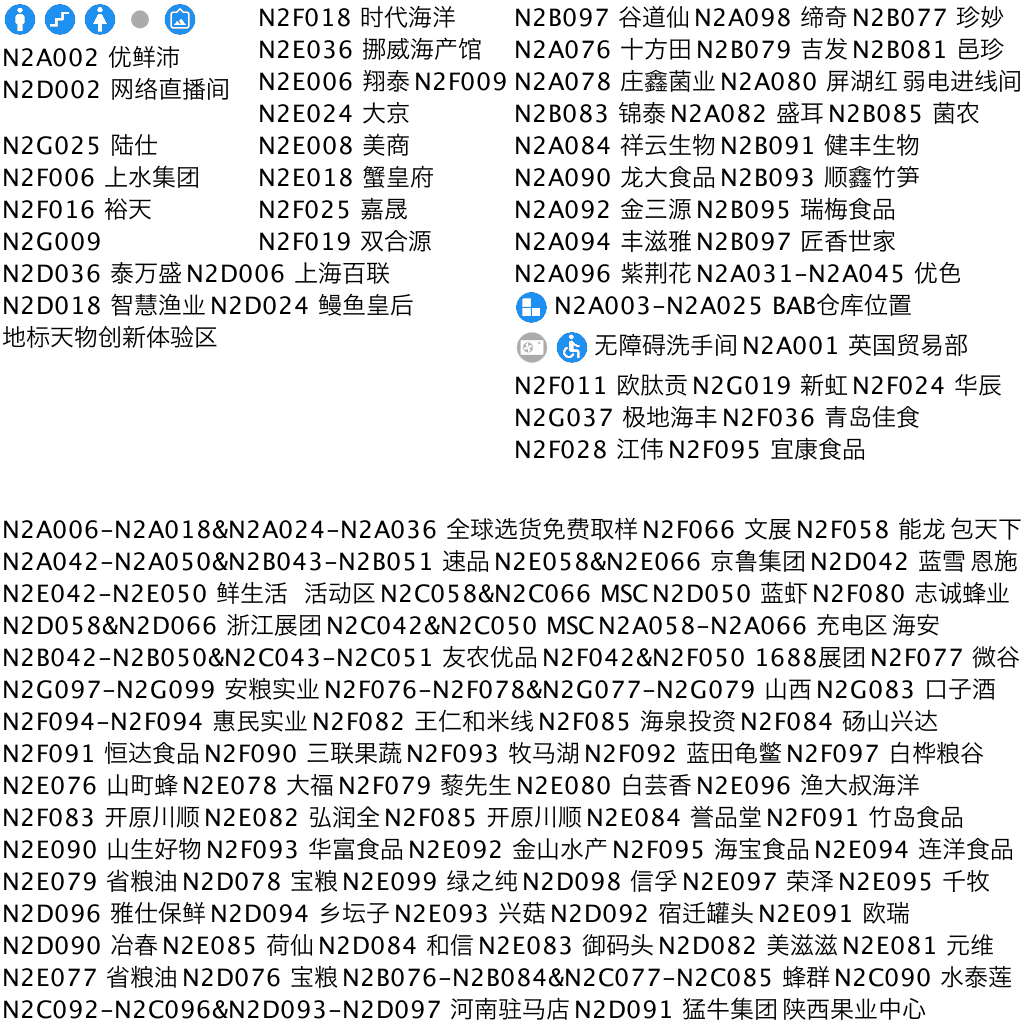 N2A002 优鲜沛
N2D002 网络直播间
N2G025 陆仕
N2F006 上水集团
N2F016 裕天
N2G009
N2D036 泰万盛 N2D006 上海百联
N2D018 智慧渔业 N2D024 鳗鱼皇后
地标天物创新体验区
N2F018 时代海洋
N2E036 挪威海产馆
N2E006 翔泰 N2F009
N2E024 大京
N2E008 美商
N2E018 蟹皇府
N2F025 嘉晟
N2F019 双合源
N2B097 谷道仙 N2A098 缔奇 N2B077 珍妙
N2A076 十方田 N2B079 吉发 N2B081 邑珍
N2A078 庄鑫菌业 N2A080 屏湖红 弱电进线间
N2B083 锦泰 N2A082 盛耳 N2B085 菌农
N2A084 祥云生物 N2B091 健丰生物
N2A090 龙大食品 N2B093 顺鑫竹笋
N2A092 金三源 N2B095 瑞梅食品
N2A094 丰滋雅 N2B097 匠香世家
N2A096 紫荆花 N2A031-N2A045 优色
N2A003-N2A025 BAB仓库位置
无障碍洗手间 N2A001 英国贸易部
N2F011 欧肽贡 N2G019 新虹 N2F024 华辰
N2G037 极地海丰 N2F036 青岛佳食
N2F028 江伟 N2F095 宜康食品
N2A006-N2A018&N2A024-N2A036 全球选货免费取样 N2F066 文展 N2F058 能龙 包天下
N2A042-N2A050&N2B043-N2B051 速品 N2E058&N2E066 京鲁集团 N2D042 蓝雪 恩施
N2E042-N2E050 鲜生活 活动区 N2C058&N2C066 MSC N2D050 蓝虾 N2F080 志诚蜂业
N2D058&N2D066 浙江展团 N2C042&N2C050 MSC N2A058-N2A066 充电区 海安
N2B042-N2B050&N2C043-N2C051 友农优品 N2F042&N2F050 1688展团 N2F077 微谷
N2G097-N2G099 安粮实业 N2F076-N2F078&N2G077-N2G079 山西 N2G083 口子酒
N2F094-N2F094 惠民实业 N2F082 王仁和米线 N2F085 海泉投资 N2F084 砀山兴达
N2F091 恒达食品 N2F090 三联果蔬 N2F093 牧马湖 N2F092 蓝田龟鳖 N2F097 白桦粮谷
N2E076 山町蜂 N2E078 大福 N2F079 藜先生 N2E080 白芸香 N2E096 渔大叔海洋
N2F083 开原川顺 N2E082 弘润全 N2F085 开原川顺 N2E084 誉品堂 N2F091 竹岛食品
N2E090 山生好物 N2F093 华富食品 N2E092 金山水产 N2F095 海宝食品 N2E094 连洋食品
N2E079 省粮油 N2D078 宝粮 N2E099 绿之纯 N2D098 信孚 N2E097 荣泽 N2E095 千牧
N2D096 雅仕保鲜 N2D094 乡坛子 N2E093 兴菇 N2D092 宿迁罐头 N2E091 欧瑞
N2D090 冶春 N2E085 荷仙 N2D084 和信 N2E083 御码头 N2D082 美滋滋 N2E081 元维
N2E077 省粮油 N2D076 宝粮 N2B076-N2B084&N2C077-N2C085 蜂群 N2C090 水泰莲
N2C092-N2C096&N2D093-N2D097 河南驻马店 N2D091 猛牛集团 陕西果业中心